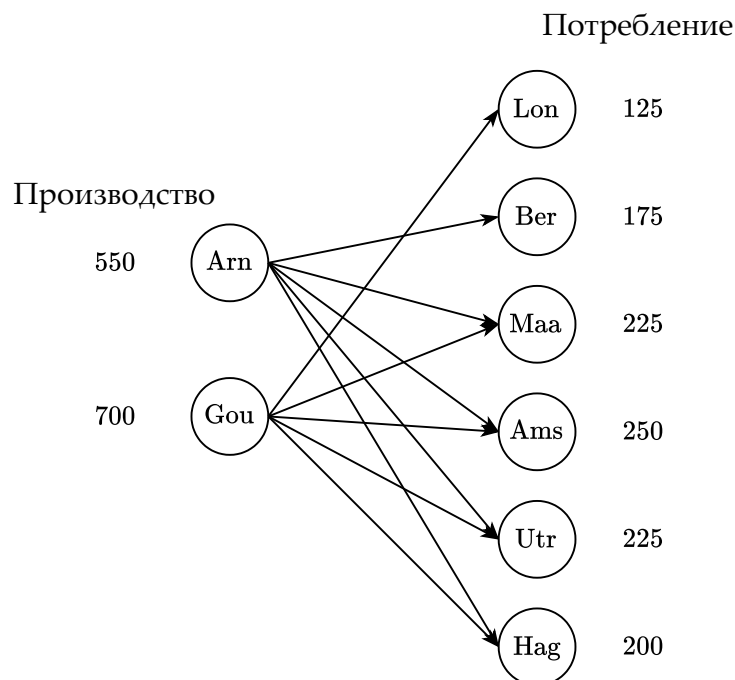 Потребление
Lon 125
Производство
Ber 175
550 Arn
Maa 225
700 Gou
Ams 250
Utr 225
Hag 200